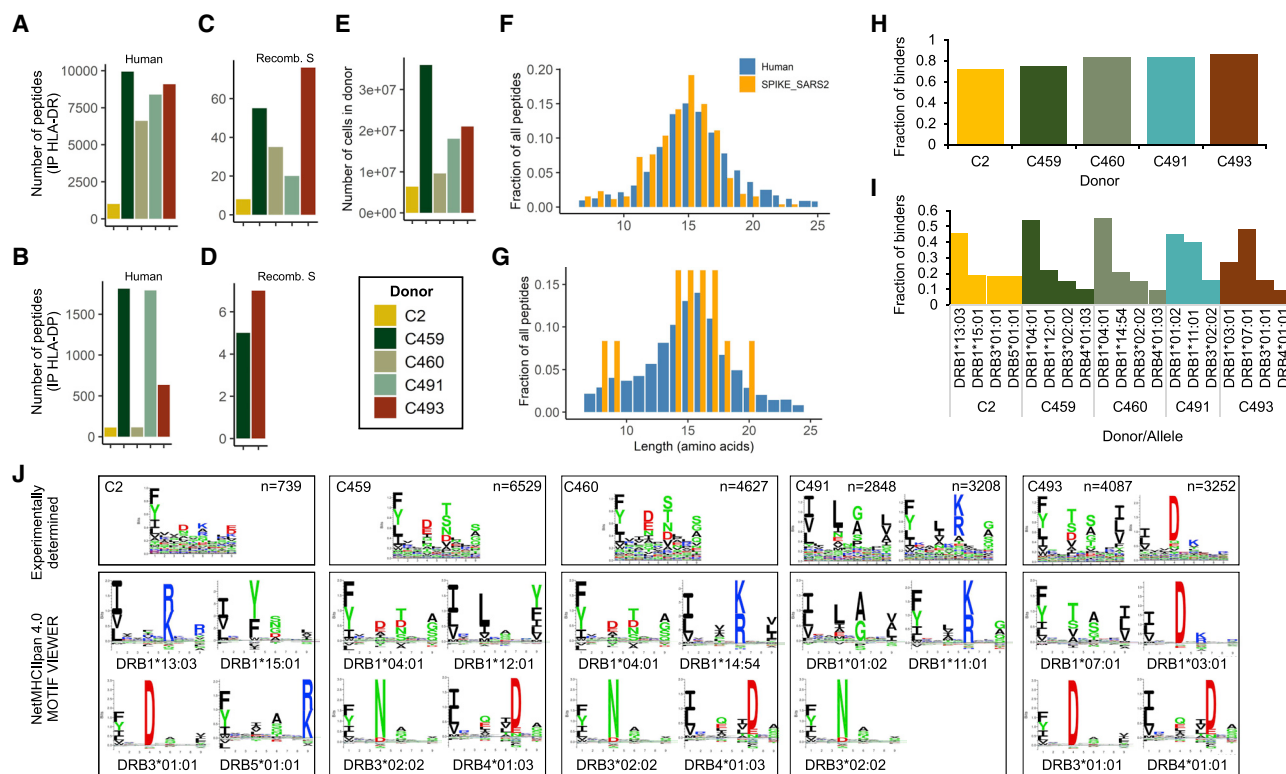 A
Human
Number of peptides
(IP HLA-DR)
10000
7500
5000
2500
0
C
Recomb. S
60
40
20
0
E
Number of cells in donor
3e+07
2e+07
1e+07
0e+00
F
Fraction of all peptides
0.20
0.15
0.10
0.05
0.00
10
15
20
25
Human
SPIKE_SARS2
H
Fraction of binders
1
0.8
0.6
0.4
0.2
0
C2
C459
C460
C491
C493
Donor
B
Human
Number of peptides
(IP HLA-DP)
1500
1000
500
0
D
Recomb. S
6
4
2
0
Donor
C2
C459
C460
C491
C493
G
Fraction of all peptides
0.15
0.10
0.05
0.00
10
15
20
25
Length (amino acids)
I
Fraction of binders
0.6
0.5
0.4
0.3
0.2
0.1
0
DRB1*13:03
DRB1*15:01
DRB3*01:01
DRB5*01:01
DRB1*04:01
DRB1*12:01
DRB3*02:02
DRB4*01:03
DRB1*04:01
DRB1*14:54
DRB3*02:02
DRB4*01:03
DRB1*01:02
DRB1*11:01
DRB3*02:02
DRB1*03:01
DRB1*07:01
DRB3*01:01
DRB4*01:01
C2
C459
C460
C491
C493
Donor/Allele
J
Experimentally
determined
C2 n=739
C459 n=6529
C460 n=4627
C491 n=2848 n=3208
C493 n=4087 n=3252
NetMHCIIpan 4.0
MOTIF VIEWER
DRB1*13:03 DRB1*15:01
DRB1*04:01 DRB1*12:01
DRB1*04:01 DRB1*14:54
DRB1*01:02 DRB1*11:01
DRB1*07:01 DRB1*03:01
DRB3*01:01 DRB5*01:01
DRB3*02:02 DRB4*01:03
DRB3*02:02 DRB4*01:03
DRB3*02:02
DRB3*01:01 DRB4*01:01